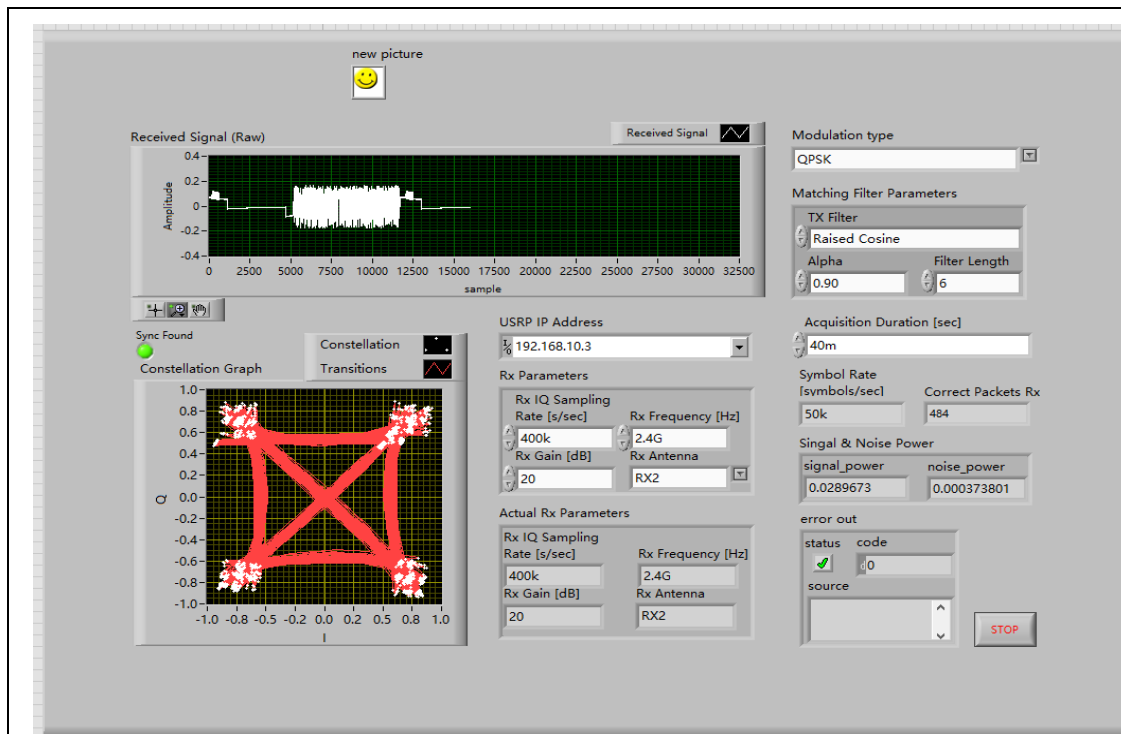 new picture
Received Signal (Raw)
Received Signal
Amplitude
0.4
0.2
0
-0.2
-0.4
0 2500 5000 7500 10000 12500 15000 17500 20000 22500 25000 27500 30000 32500
sample
Modulation type
QPSK
Matching Filter Parameters
TX Filter
Raised Cosine
Alpha Filter Length
0.90 6
Sync Found
Constellation
Constellation Graph Transitions
Q
1.0
0.8
0.6
0.4
0.2
0.0
-0.2
-0.4
-0.6
-0.8
-1.0
-1.0 -0.8 -0.5 -0.2 0.0 0.2 0.5 0.8 1.0
I
USRP IP Address
192.168.10.3
Rx Parameters
Rx IQ Sampling
Rate [s/sec] Rx Frequency [Hz]
400k 2.4G
Rx Gain [dB] Rx Antenna
20 RX2
Actual Rx Parameters
Rx IQ Sampling
Rate [s/sec] Rx Frequency [Hz]
400k 2.4G
Rx Gain [dB] Rx Antenna
20 RX2
Acquisition Duration [sec]
40m
Symbol Rate
[symbols/sec] Correct Packets Rx
50k 484
Singal & Noise Power
signal_power noise_power
0.0289673 0.000373801
error out
status code
d0
source
STOP